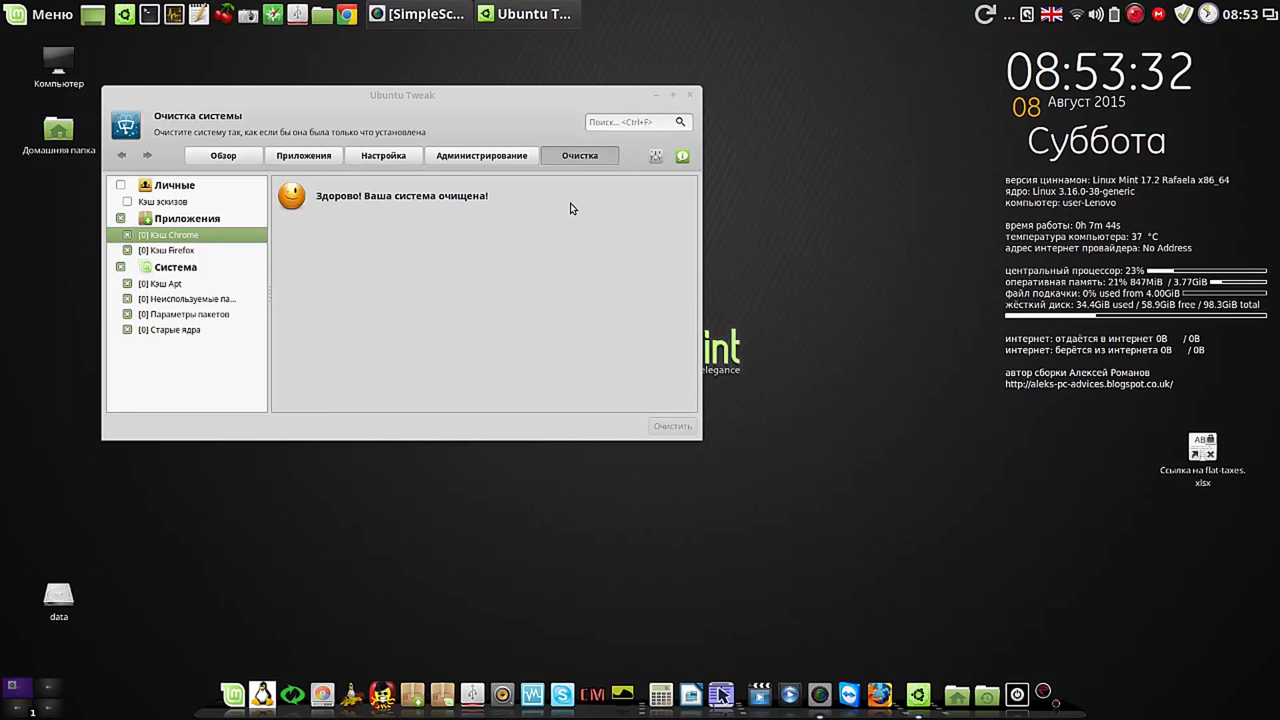 Меню
[SimpleSc...
Ubuntu T...
...
08:53
Компьютер
Домашняя папка
data
Ubuntu Tweak
Очистка системы
Очистите систему так, как если бы она была только что установлена
Поиск... <Ctrl+F>
Обзор
Приложения
Настройка
Администрирование
Очистка
Личные
Кэш эскизов
Приложения
[0] Кэш Chrome
[0] Кэш Firefox
Система
[0] Кэш Apt
[0] Неиспользуемые па...
[0] Параметры пакетов
[0] Старые ядра
Здорово! Ваша система очищена!
Очистить
int
elegance
08:53:32
08 Август 2015
Суббота
версия циннамон: Linux Mint 17.2 Rafaela x86_64
ядро: Linux 3.16.0-38-generic
компьютер: user-Lenovo
время работы: 0h 7m 44s
температура компьютера: 37 °C
адрес интернет провайдера: No Address
центральный процессор: 23%
оперативная память: 21% 847MiB / 3.77GiB
файл подкачки: 0% used from 4.00GiB
жёсткий диск: 34.4GiB used / 58.9GiB free / 98.3GiB total
интернет: отдаётся в интернет 0B / 0B
интернет: берётся из интернета 0B / 0B
автор сборки Алексей Романов
http://aleks-pc-advices.blogspot.co.uk/
AB
Ссылка на flat-taxes.
xlsx
1